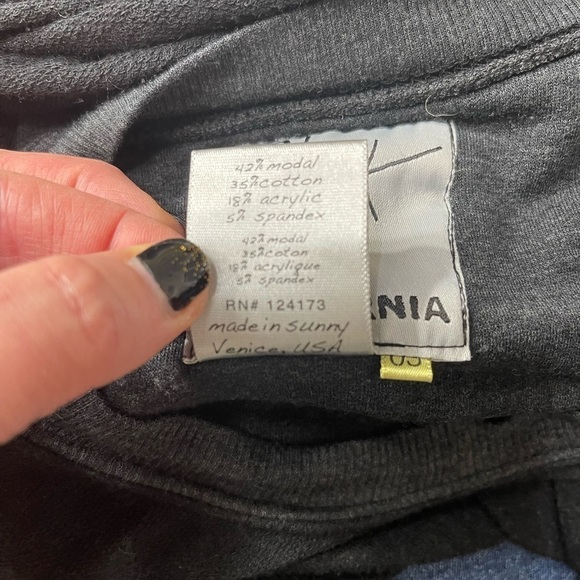 42% modal
35% cotton
18% acrylic
5% spandex
42% modal
35% coton
18% acrylique
5% spandex
RN# 124173
made in sunny
Venice, USA
RNIA